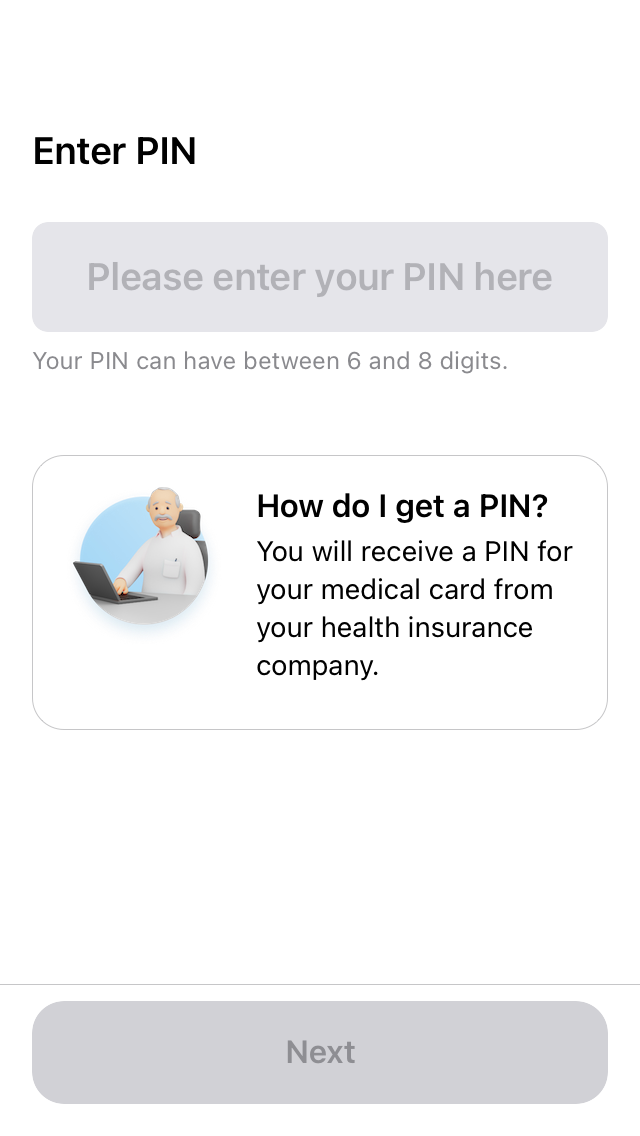 Enter PIN
Please enter your PIN here
Your PIN can have between 6 and 8 digits.
How do I get a PIN?
You will receive a PIN for
your medical card from
your health insurance
company.
Next